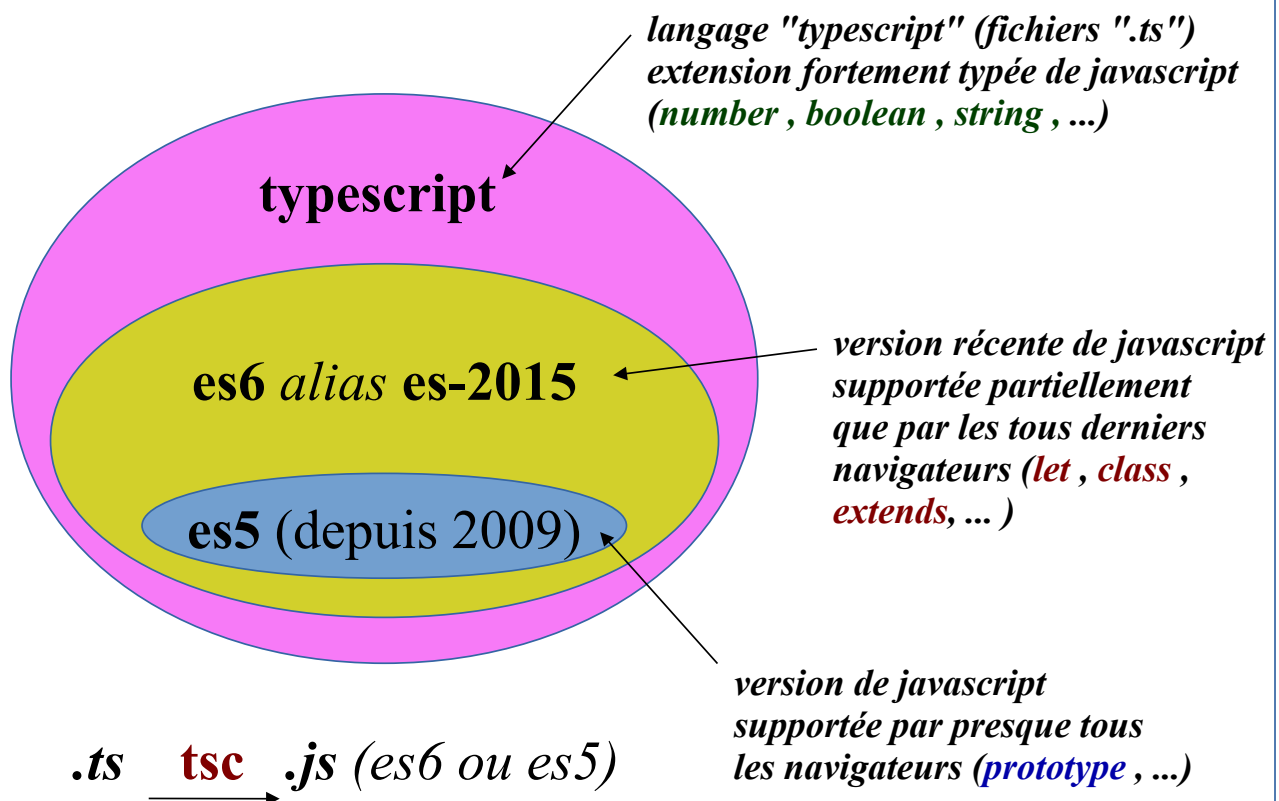 langage "typescript" (fichiers ".ts")
extension fortement typée de javascript
(number , boolean , string , ...)
typescript
es6 alias es-2015
version récente de javascript
supportée partiellement
que par les tous derniers
navigateurs (let , class ,
extends, ... )
es5 (depuis 2009)
version de javascript
supportée par presque tous
les navigateurs (prototype , ...)
.ts tsc .js (es6 ou es5)